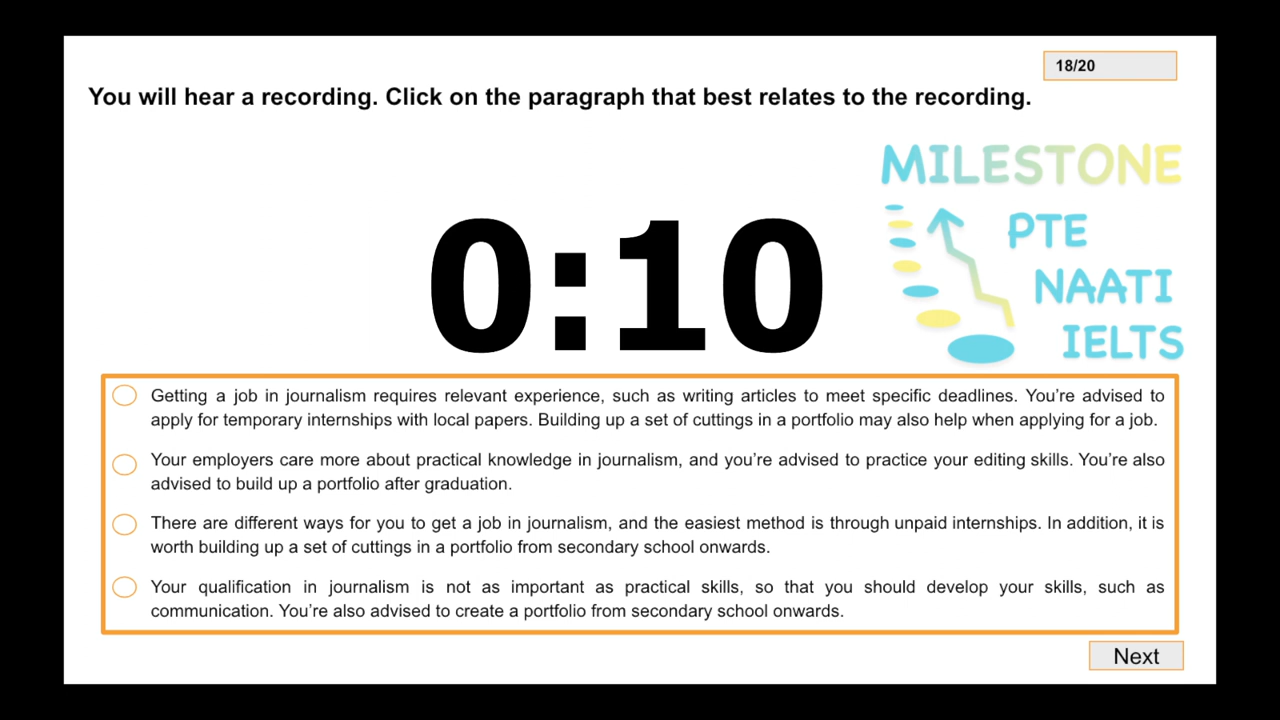 18/20
You will hear a recording. Click on the paragraph that best relates to the recording.
MILESTONE
PTE
NAATI
IELTS
0:10
Getting a job in journalism requires relevant experience, such as writing articles to meet specific deadlines. You’re advised to
apply for temporary internships with local papers. Building up a set of cuttings in a portfolio may also help when applying for a job.
Your employers care more about practical knowledge in journalism, and you’re advised to practice your editing skills. You’re also
advised to build up a portfolio after graduation.
There are different ways for you to get a job in journalism, and the easiest method is through unpaid internships. In addition, it is
worth building up a set of cuttings in a portfolio from secondary school onwards.
Your qualification in journalism is not as important as practical skills, so that you should develop your skills, such as
communication. You’re also advised to create a portfolio from secondary school onwards.
Next